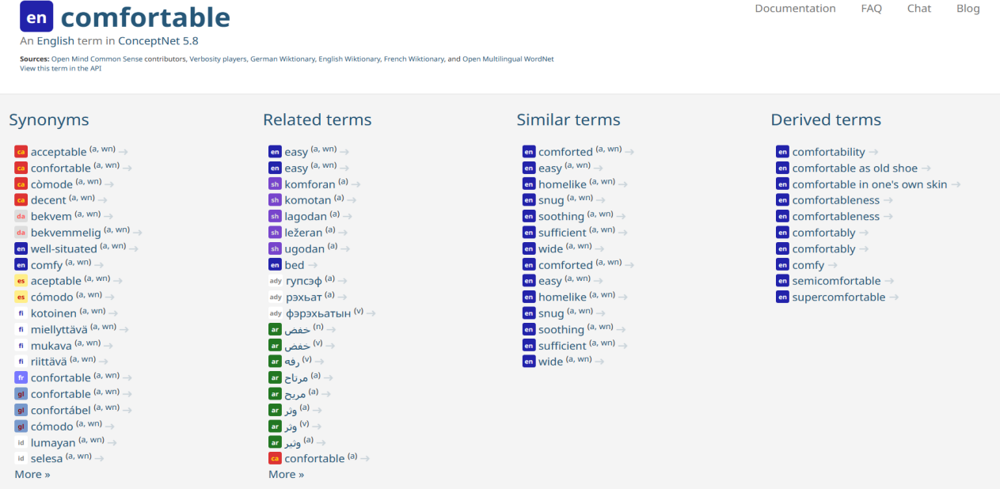 en comfortable
Documentation FAQ Chat Blog
An English term in ConceptNet 5.8
Sources: Open Mind Common Sense contributors, Verbosity players, German Wiktionary, English Wiktionary, French Wiktionary, and Open Multilingual WordNet
View this term in the API
Synonyms
ca acceptable (a, wn) →
ca confortable (a, wn) →
ca còmode (a, wn) →
ca decent (a, wn) →
da bekvem (a, wn) →
da bekvemmelig (a, wn) →
en well-situated (a, wn) →
en comfy (a, wn) →
es aceptable (a, wn) →
es cómodo (a, wn) →
fi kotoinen (a, wn) →
fi miellyttävä (a, wn) →
fi mukava (a, wn) →
fi riittävä (a, wn) →
fr confortable (a, wn) →
gl confortable (a, wn) →
gl confortábel (a, wn) →
gl cómodo (a, wn) →
id lumayan (a, wn) →
id selesa (a, wn) →
More »
Related terms
en easy (a, wn) →
en easy (a, wn) →
sh komforan (a) →
sh komotan (a) →
sh lagodan (a) →
sh ležeran (a) →
sh ugodan (a) →
en bed →
ady гупсэф (a) →
ady рэхьат (a) →
ady фэрэхьатын (v) →
ar خفض (n) →
ar خفض (v) →
ar رفه (v) →
ar مرتاح (a) →
ar مريح (a) →
ar وثر (a) →
ar وثر (v) →
ar وثير (a) →
ca confortable (a) →
More »
Similar terms
en comforted (a, wn) →
en easy (a, wn) →
en homelike (a, wn) →
en snug (a, wn) →
en soothing (a, wn) →
en sufficient (a, wn) →
en wide (a, wn) →
en comforted (a, wn) →
en easy (a, wn) →
en homelike (a, wn) →
en snug (a, wn) →
en soothing (a, wn) →
en sufficient (a, wn) →
en wide (a, wn) →
Derived terms
en comfortability →
en comfortable as old shoe →
en comfortable in one's own skin →
en comfortableness →
en comfortableness →
en comfortably →
en comfortably →
en comfy →
en semicomfortable →
en supercomfortable →